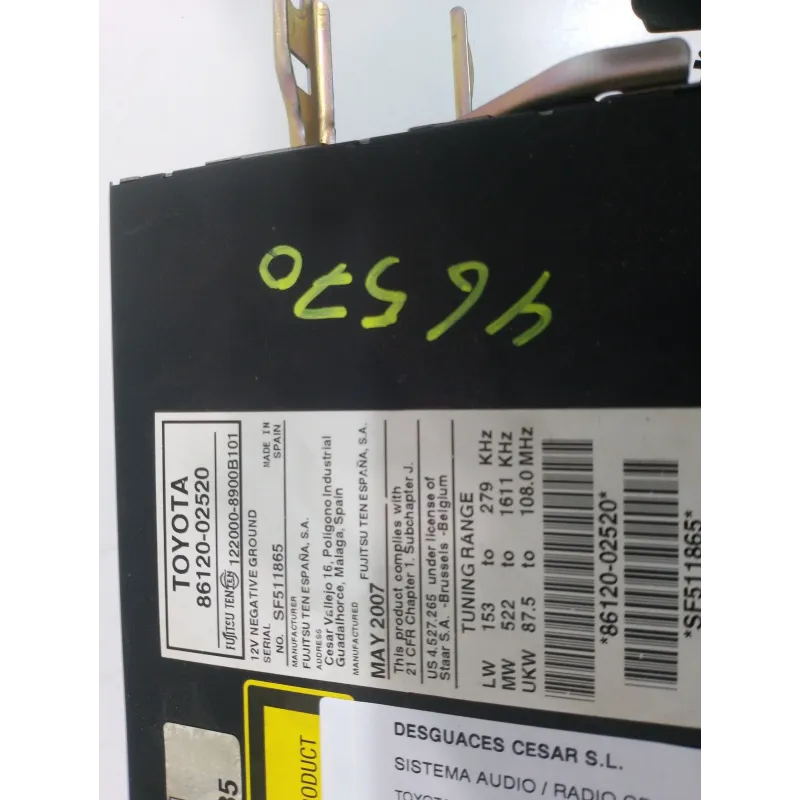 46570
TOYOTA
86120-02520
FUJITSU TEN TEN 122000-8900B101
12V NEGATIVE GROUND
MADE IN SPAIN
SERIAL NO. SF511865
MANUFACTURER
FUJITSU TEN ESPAÑA, S.A.
ADDRESS
Cesar Vallejo 16, Poligono Industrial
Guadalhorce, Malaga, Spain
MANUFACTURED FUJITSU TEN ESPAÑA, S.A.
MAY 2007
This product complies with
21 CFR Chapter 1, Subchapter J.
US 4.627.265 under license of
Staar S.A. -Brussels -Belgium
TUNING RANGE
LW 153 to 279 KHz
MW 522 to 1611 KHz
UKW 87.5 to 108.0 MHz
*86120-02520*
*SF511865*
DESGUACES CESAR S.L.
SISTEMA AUDIO / RADIO
TOYOTA